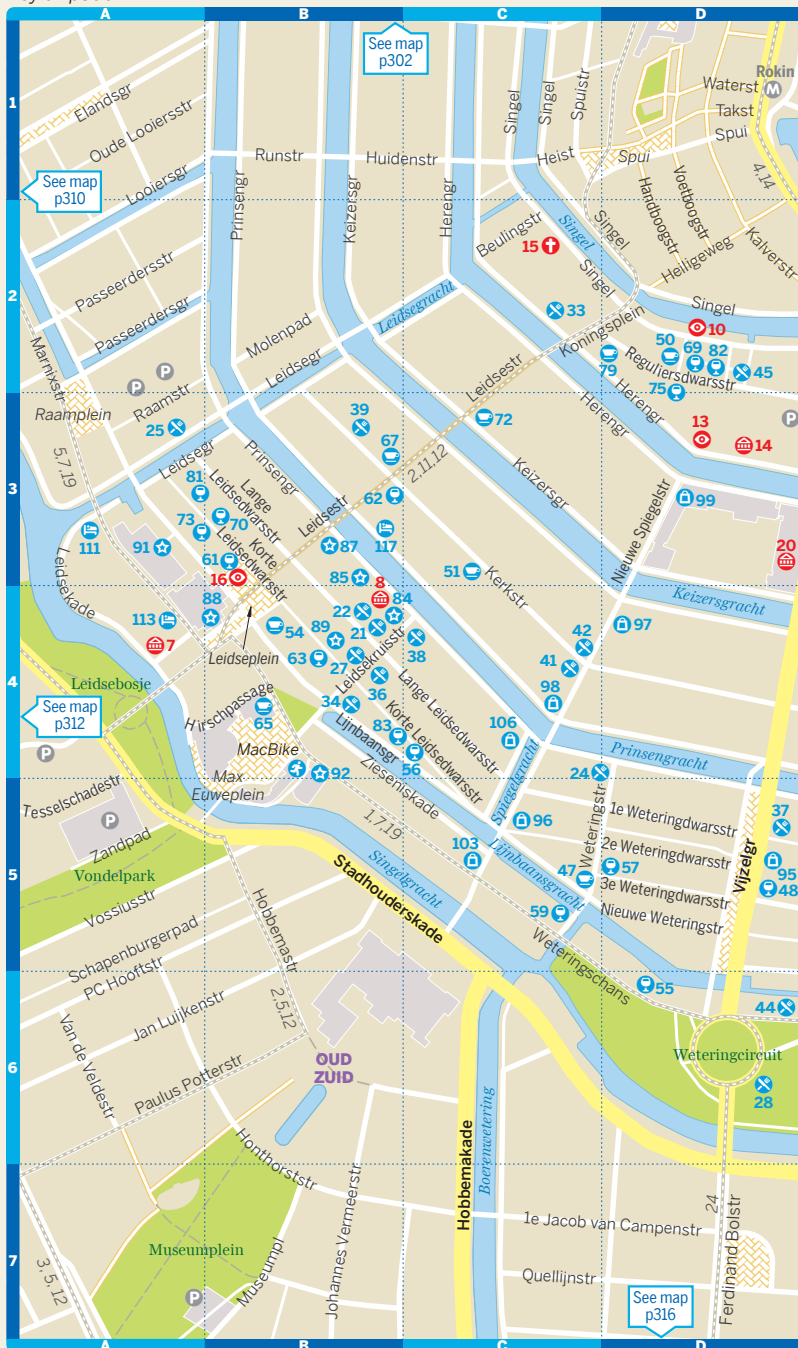 A
B
C
D
See map
p302
1
Elandsgr
Oude Looiersstr
Looiersgr
Runstr
Huidenstr
Singel
Singel
Spuistr
Heist
Spui
Waterst
Takst
Spui
Rokin
M
4,14
See map
p310
Prinsengr
Keizersgr
Herengr
Beulingstr
15
Singel
Singel
Singel
Handboogstr
Voetboogstr
Heiligeweg
Kalverstr
2
Passeerdersstr
Passeerdersgr
Marnixstr
Molenpad
Leidsegracht
Leidsegr
33
Koningsplein
Singel
10
50
69
82
79
Reguliersdwarsstr
45
75
P
P
Raamstr
Raamplein
25
39
67
Leidsestr
72
Herengr
Herengr
13
14
P
3
5,7,19
Leidsegr
Prinsengr
81
Lange
Leidsedwarsstr
70
73
2,11,12
62
Leidsestr
Keizersgr
Nieuwe Spiegelstr
99
111
91
61
Korte
Leidsedwarsstr
87
117
16
85
8
51
Kerkstr
20
Leidsekade
88
22
84
Keizersgracht
113
7
54
89
21
38
42
97
Leidseplein
63
27
Leidsekruisstr
41
4
Leidsebosje
36
98
See map
p312
Hirschpassage
65
34
Lijnbaansgr
83
Korte Leidsedwarsstr
Lange Leidsedwarsstr
106
P
MacBike
56
Prinsengracht
Max
Euweplein
92
Zieseniskade
Spiegelgracht
24
Tesselschadestr
P
1,7,19
96
Weteringstr
1e Weteringdwarsstr
37
Zandpad
103
Lijnbaansgracht
2e Weteringdwarsstr
Vijzelgr
95
5
Vondelpark
Stadhouderskade
Singelgracht
47
57
3e Weteringdwarsstr
48
Vossiusstr
Hobbemastr
59
Nieuwe Weteringstr
Schapenburgerpad
PC Hooftstr
Weteringschans
55
44
Jan Luijkenstr
2,5,12
Van de Veldestr
Weteringcircuit
6
OUD
ZUID
Paulus Potterstr
28
Honthorststr
Hobbemakade
Boerenwetering
24
1e Jacob van Campenstr
Museumplein
7
3, 5, 12
P
Museumpl
Johannes Vermeerstr
Quellijnstr
Ferdinand Bolstr
See map
p316
A
B
C
D